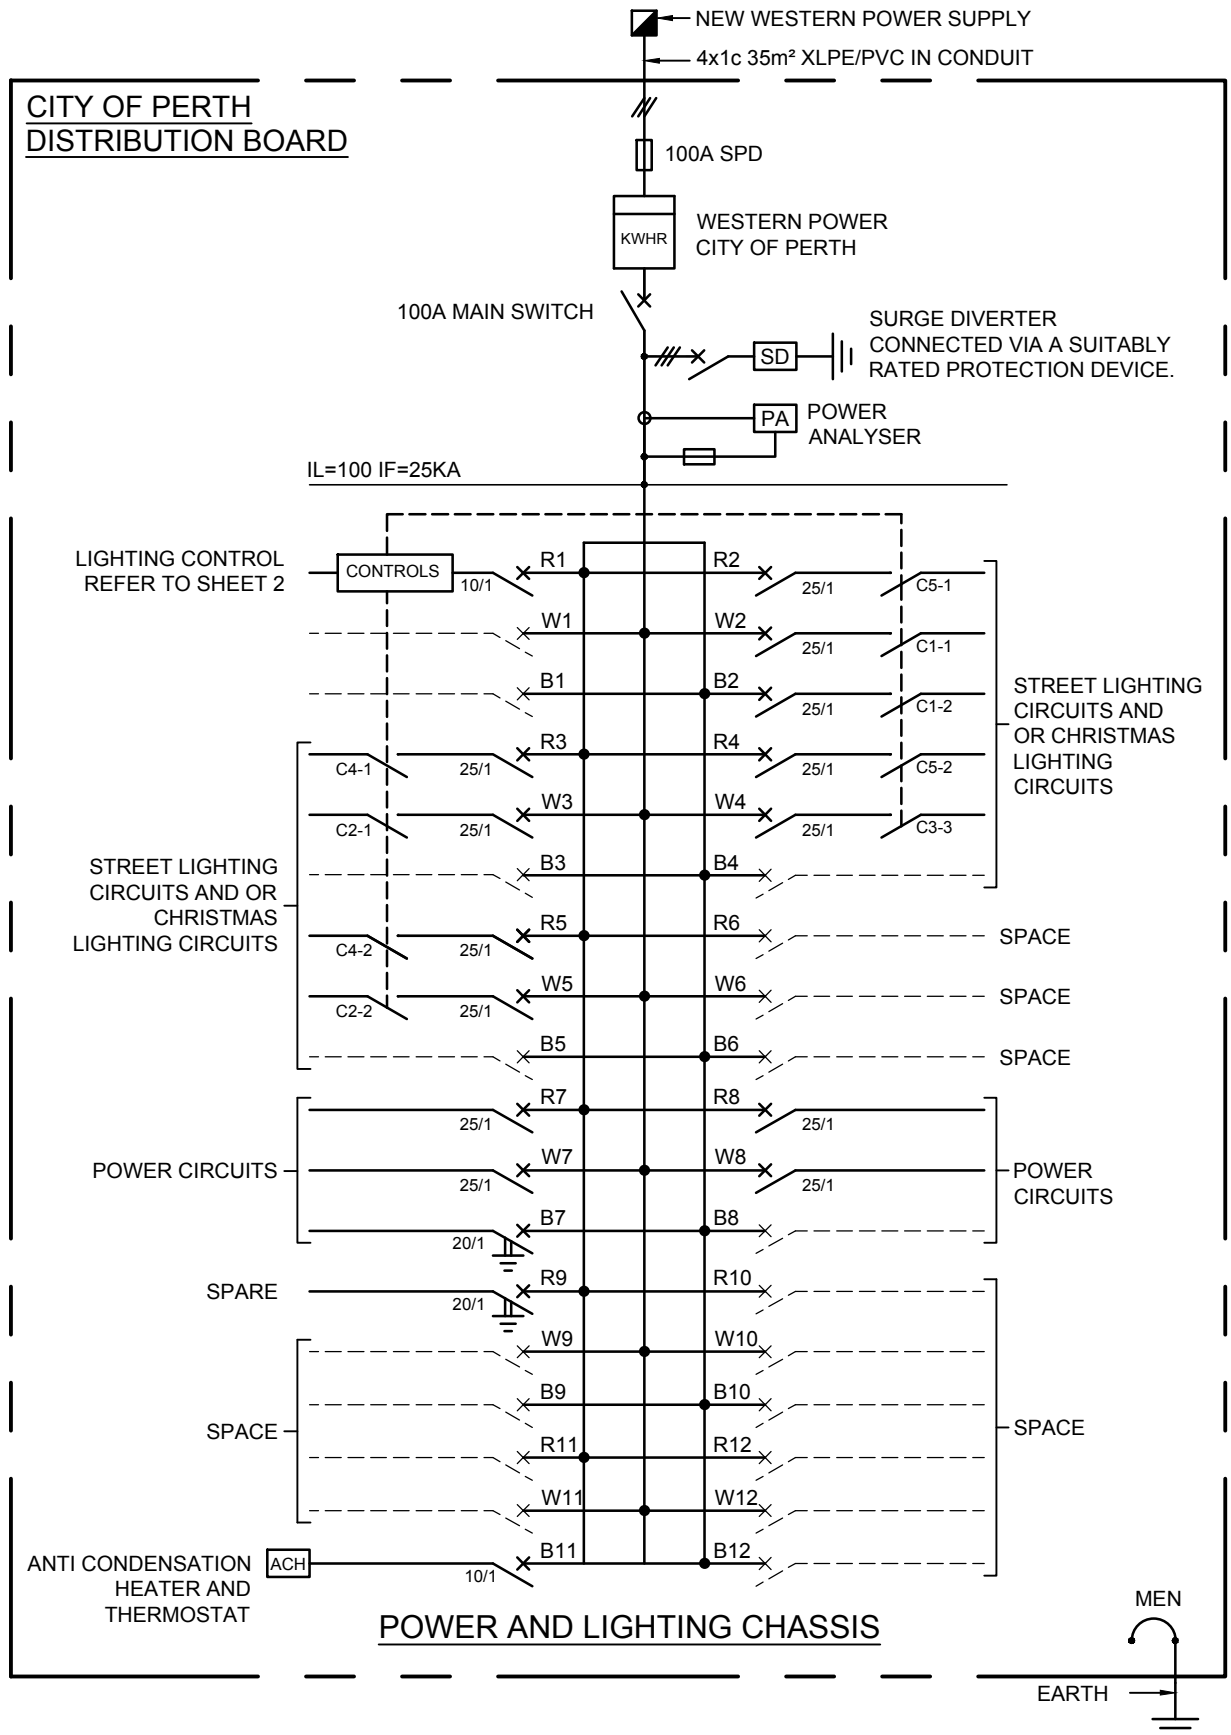 NEW WESTERN POWER SUPPLY
4x1c 35m² XLPE/PVC IN CONDUIT
CITY OF PERTH
DISTRIBUTION BOARD
100A SPD
KWHR
WESTERN POWER
CITY OF PERTH
100A MAIN SWITCH
SURGE DIVERTER
CONNECTED VIA A SUITABLY
RATED PROTECTION DEVICE.
SD
PA
POWER
ANALYSER
IL=100 IF=25KA
LIGHTING CONTROL
REFER TO SHEET 2
CONTROLS
10/1
R1
R2
25/1
C5-1
W1
W2
25/1
C1-1
B1
B2
25/1
C1-2
STREET LIGHTING
CIRCUITS AND
OR CHRISTMAS
LIGHTING
CIRCUITS
C4-1
25/1
R3
R4
25/1
C5-2
C2-1
25/1
W3
W4
25/1
C3-3
STREET LIGHTING
CIRCUITS AND OR
CHRISTMAS
LIGHTING CIRCUITS
B3
B4
C4-2
25/1
R5
R6
SPACE
C2-2
25/1
W5
W6
SPACE
B5
B6
SPACE
25/1
R7
R8
25/1
POWER CIRCUITS
25/1
W7
W8
25/1
POWER
CIRCUITS
20/1
B7
B8
SPARE
20/1
R9
R10
W9
W10
B9
B10
SPACE
SPACE
R11
R12
W11
W12
ANTI CONDENSATION
HEATER AND
THERMOSTAT
ACH
10/1
B11
B12
POWER AND LIGHTING CHASSIS
MEN
EARTH